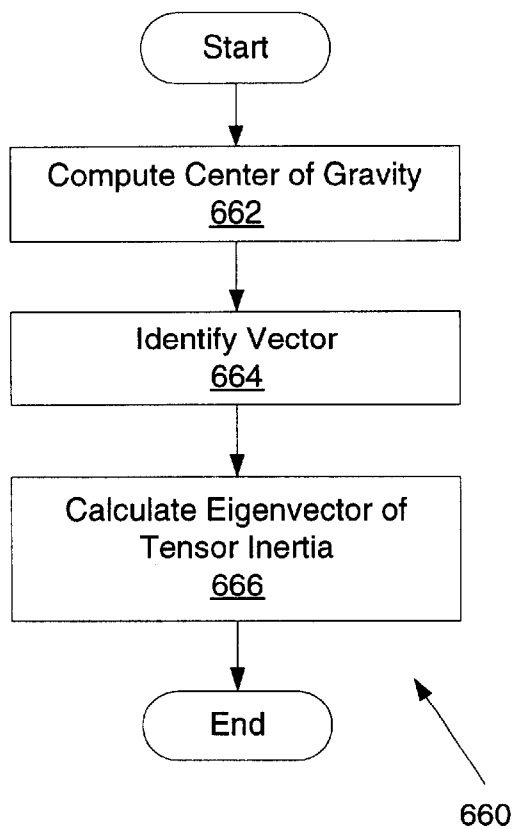 Start
Compute Center of Gravity
662
Identify Vector
664
Calculate Eigenvector of
Tensor Inertia
666
End
660